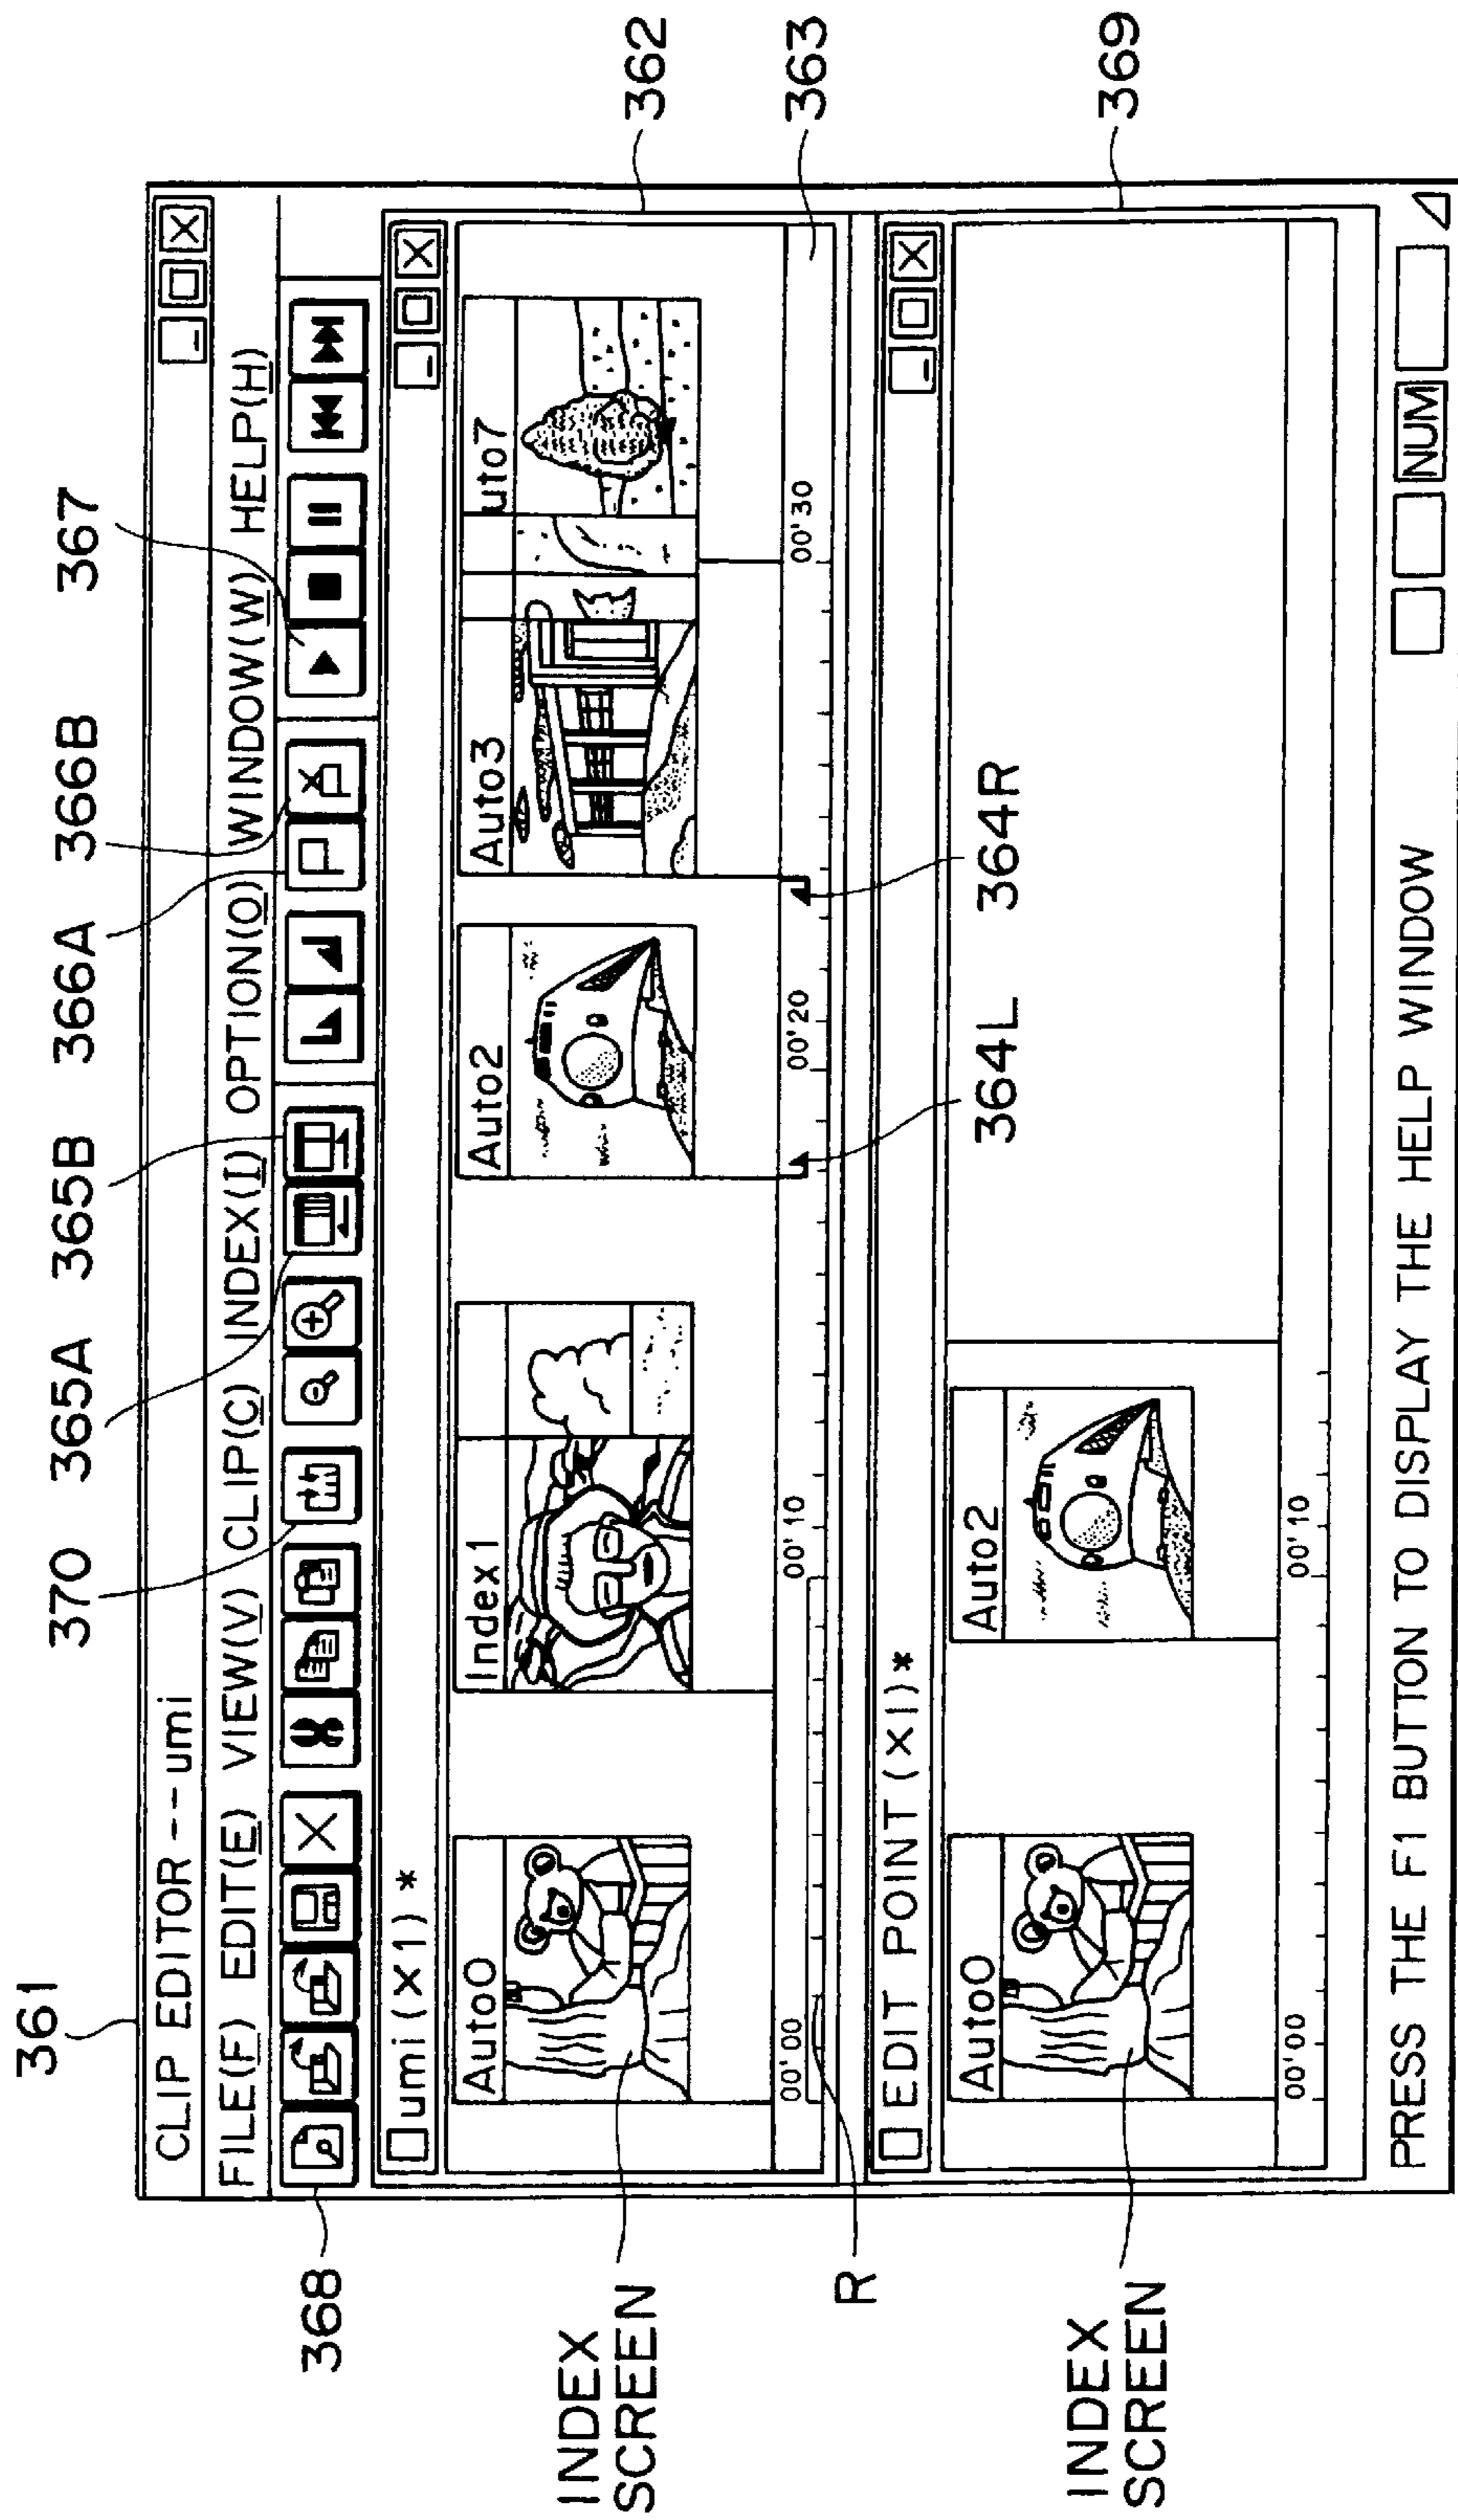 361
370
365A
365B
366A
366B
367
CLIP EDITOR --umi
FILE(F) EDIT(E) VIEW(V) CLIP(C) INDEX(I) OPTION(O) WINDOW(W) HELP(H)
368
umi (×1) *
362
Auto0
Index1
Auto2
Auto3
uto7
INDEX
SCREEN
00'00
00'10
00'20
00'30
363
R
364L
364R
EDIT POINT (×1) *
369
Auto0
Auto2
INDEX
SCREEN
00'00
00'10
PRESS THE F1 BUTTON TO DISPLAY THE HELP WINDOW
NUM